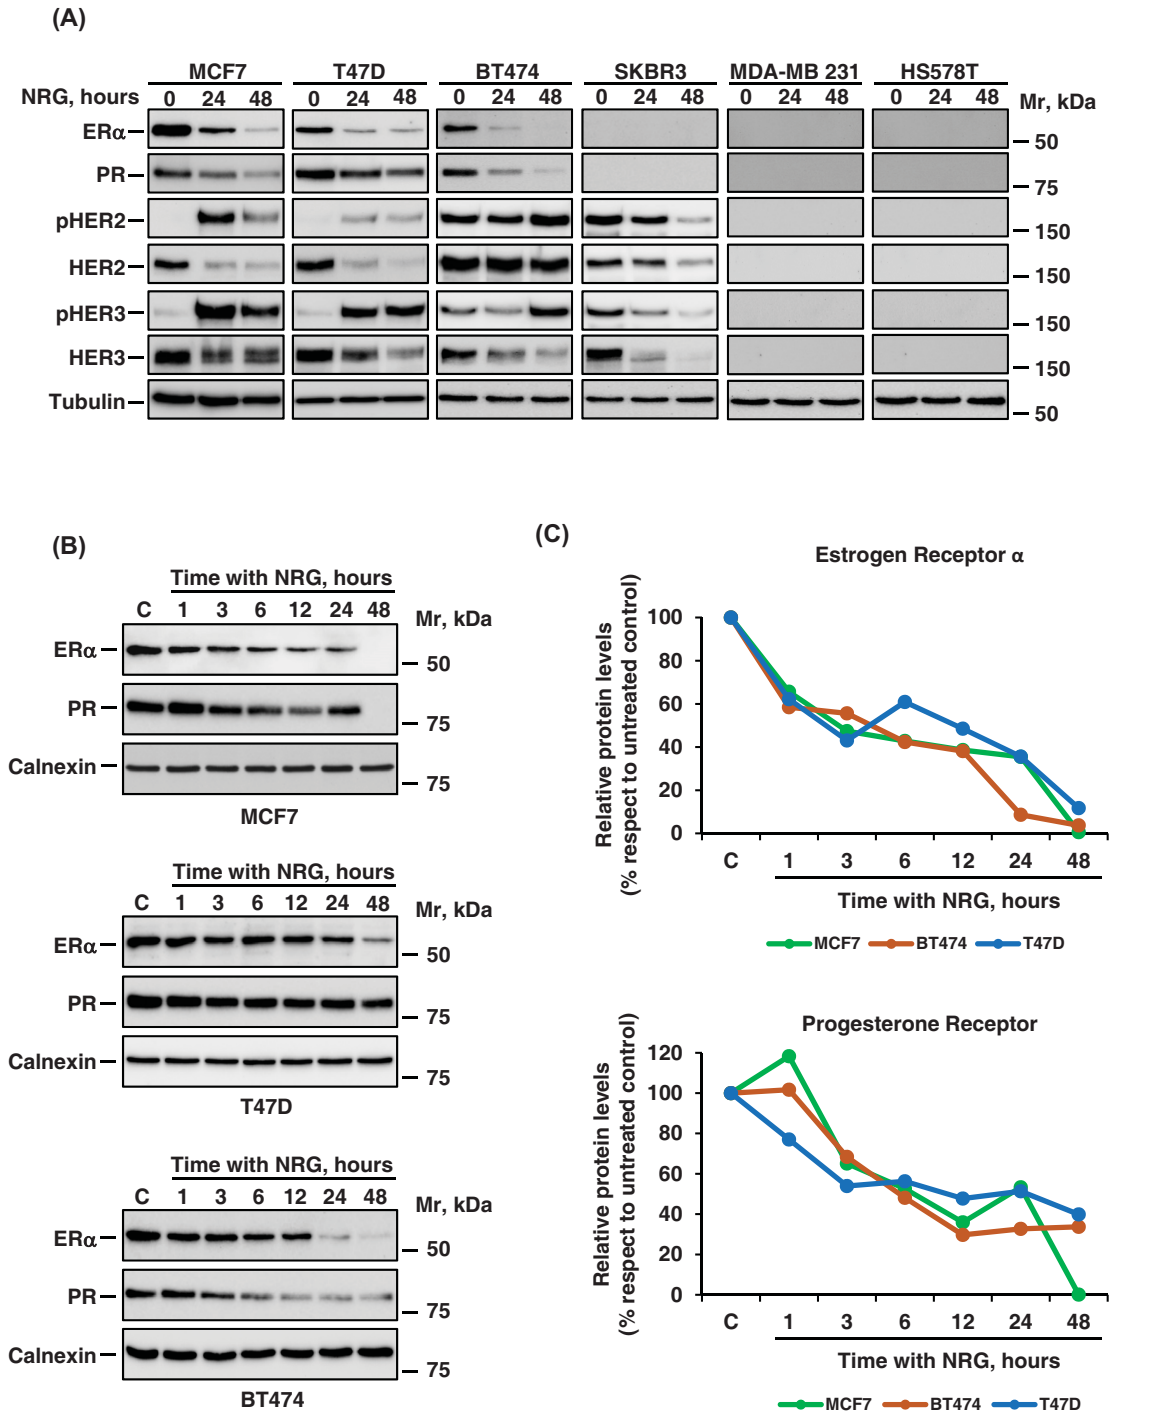 (A)
MCF7 T47D BT474 SKBR3 MDA-MB 231 HS578T
NRG, hours 0 24 48 0 24 48 0 24 48 0 24 48 0 24 48 0 24 48 Mr, kDa
ERα 50
PR 75
pHER2 150
HER2 150
pHER3 150
HER3 150
Tubulin 50
(B)
Time with NRG, hours
C 1 3 6 12 24 48 Mr, kDa
ERα 50
PR 75
Calnexin 75
MCF7
Time with NRG, hours
C 1 3 6 12 24 48 Mr, kDa
ERα 50
PR 75
Calnexin 75
T47D
Time with NRG, hours
C 1 3 6 12 24 48 Mr, kDa
ERα 50
PR 75
Calnexin 75
BT474
(C)
Estrogen Receptor α
Relative protein levels
(% respect to untreated control)
100
80
60
40
20
0
C 1 3 6 12 24 48
Time with NRG, hours
MCF7 BT474 T47D
Progesterone Receptor
Relative protein levels
(% respect to untreated control)
120
100
80
60
40
20
0
C 1 3 6 12 24 48
Time with NRG, hours
MCF7 BT474 T47D